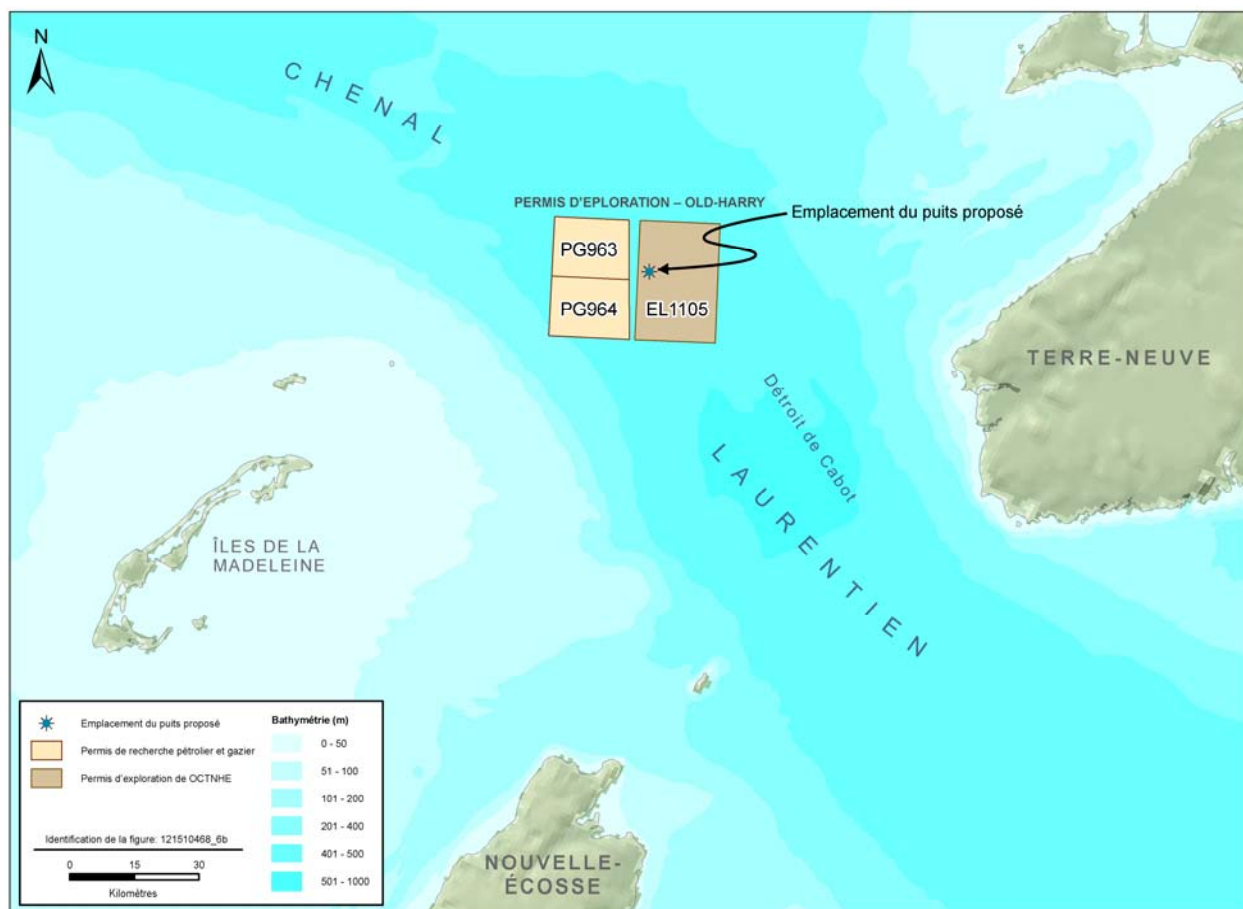 N
CHENAL
PERMIS D'EPLORATION – OLD-HARRY
Emplacement du puits proposé
PG963
PG964
EL1105
TERRE-NEUVE
Détroit de Cabot
LAURENTIEN
ÎLES DE LA
MADELEINE
NOUVELLE-
ÉCOSSE
Emplacement du puits proposé
Permis de recherche pétrolier et gazier
Permis d'exploration de OCTNHE
Identification de la figure: 121510468_6b
0 15 30
Kilomètres
Bathymétrie (m)
0 - 50
51 - 100
101 - 200
201 - 400
401 - 500
501 - 1000